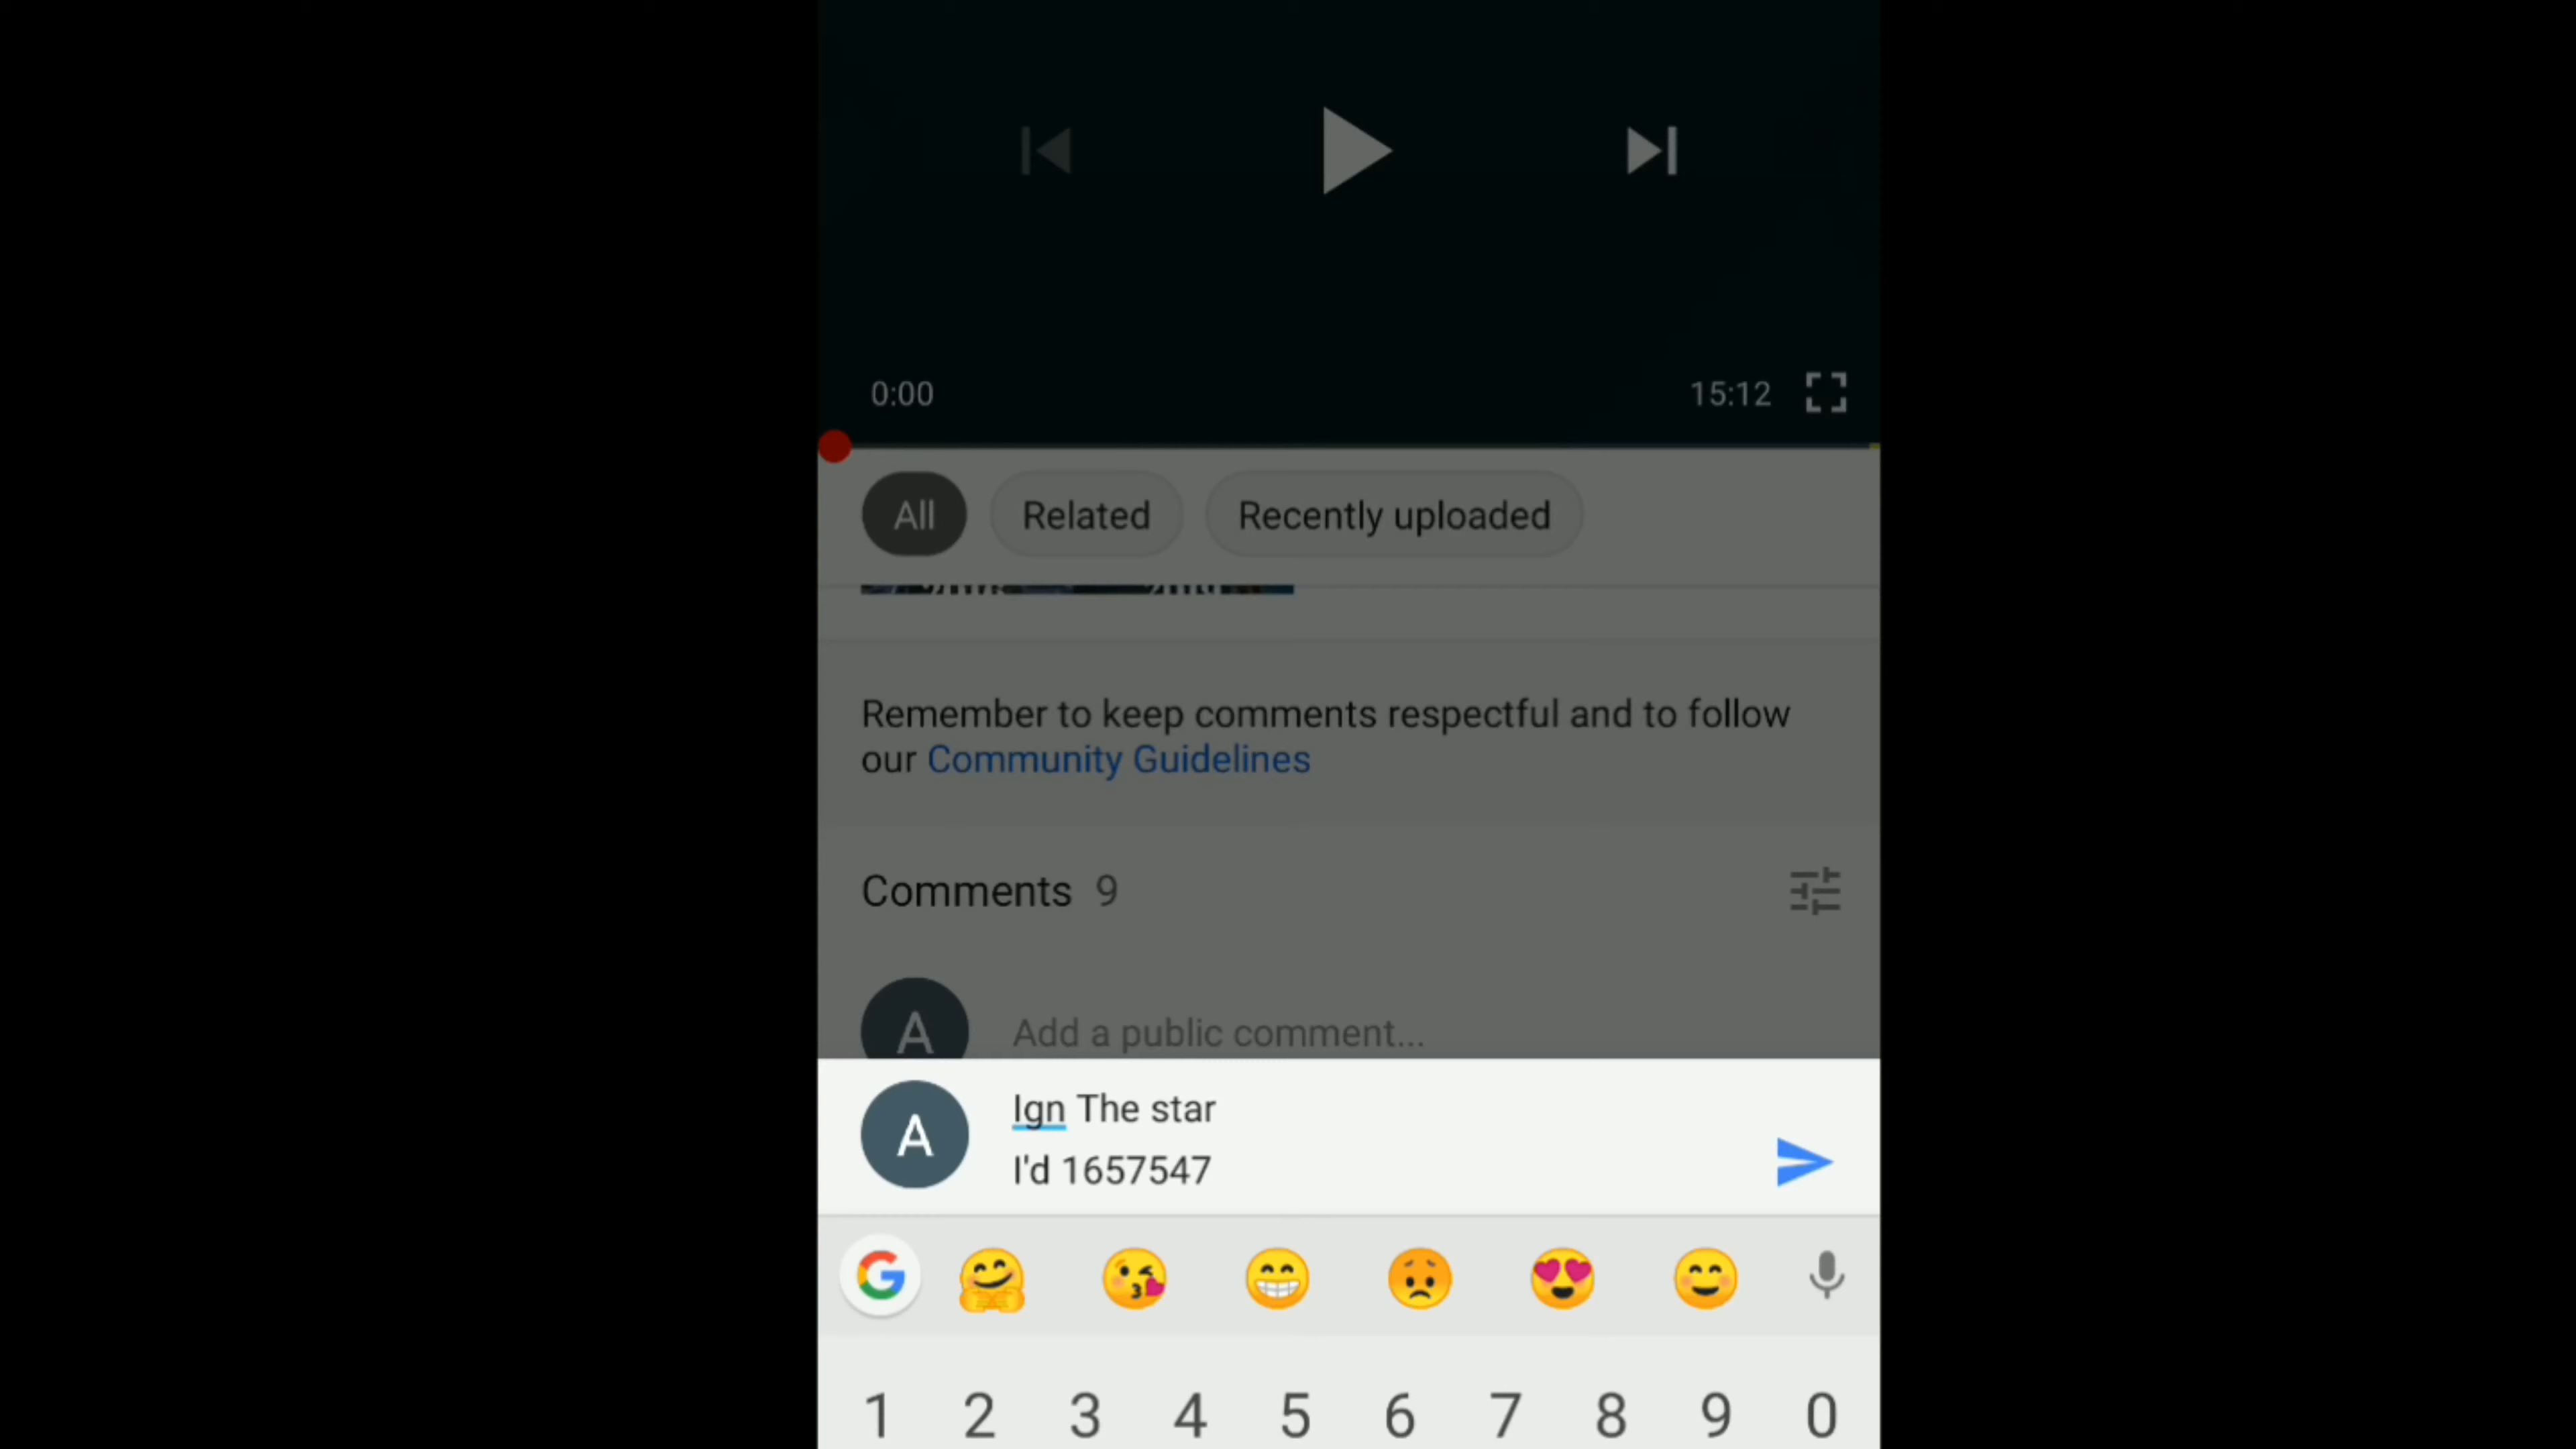 0:00
15:12
All
Related
Recently uploaded
Remember to keep comments respectful and to follow
our Community Guidelines
Comments 9
A
Add a public comment...
A
Ign The star
I'd 1657547
G
1 2 3 4 5 6 7 8 9 0